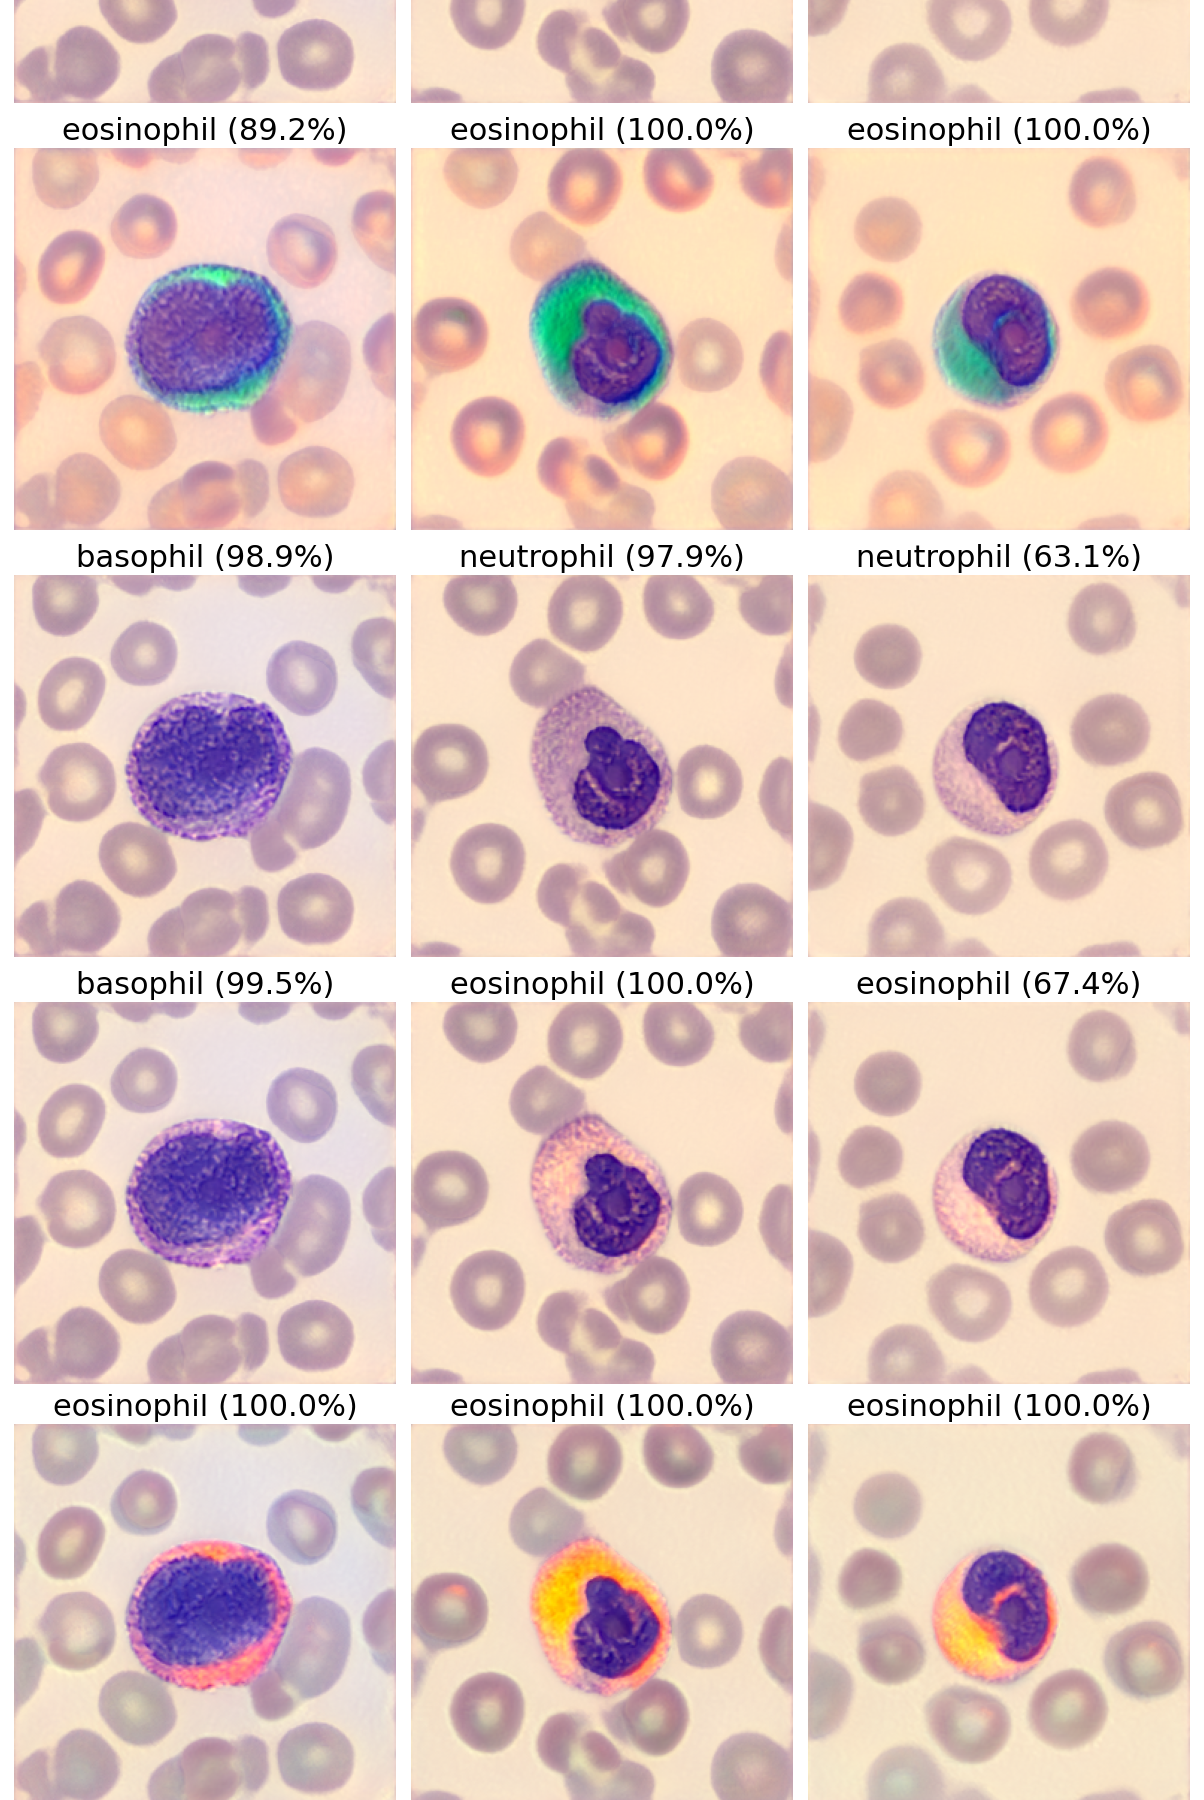 eosinophil (89.2%) eosinophil (100.0%) eosinophil (100.0%)
basophil (98.9%) neutrophil (97.9%) neutrophil (63.1%)
basophil (99.5%) eosinophil (100.0%) eosinophil (67.4%)
eosinophil (100.0%) eosinophil (100.0%) eosinophil (100.0%)